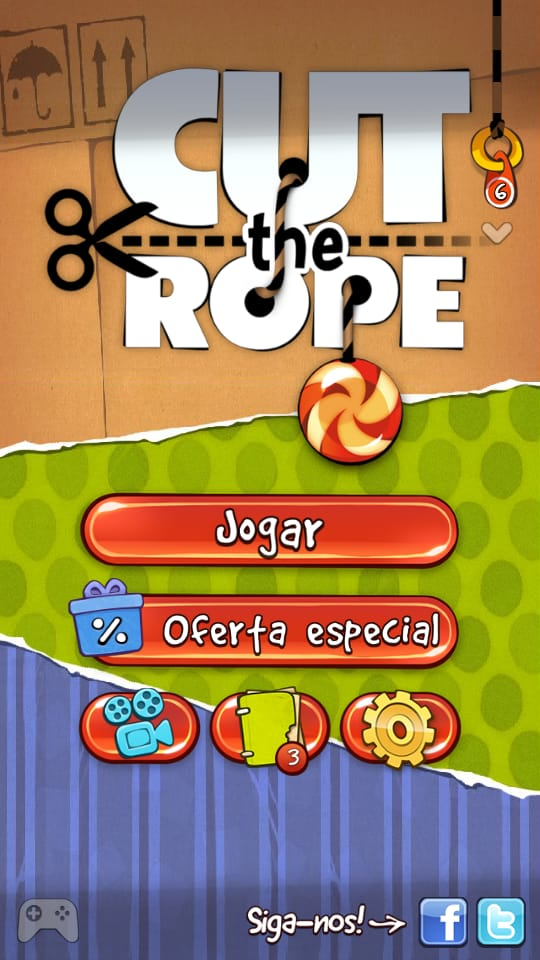 CUT
the
ROPE
6
Jogar
%
Oferta especial
3
Siga-nos!
f
t